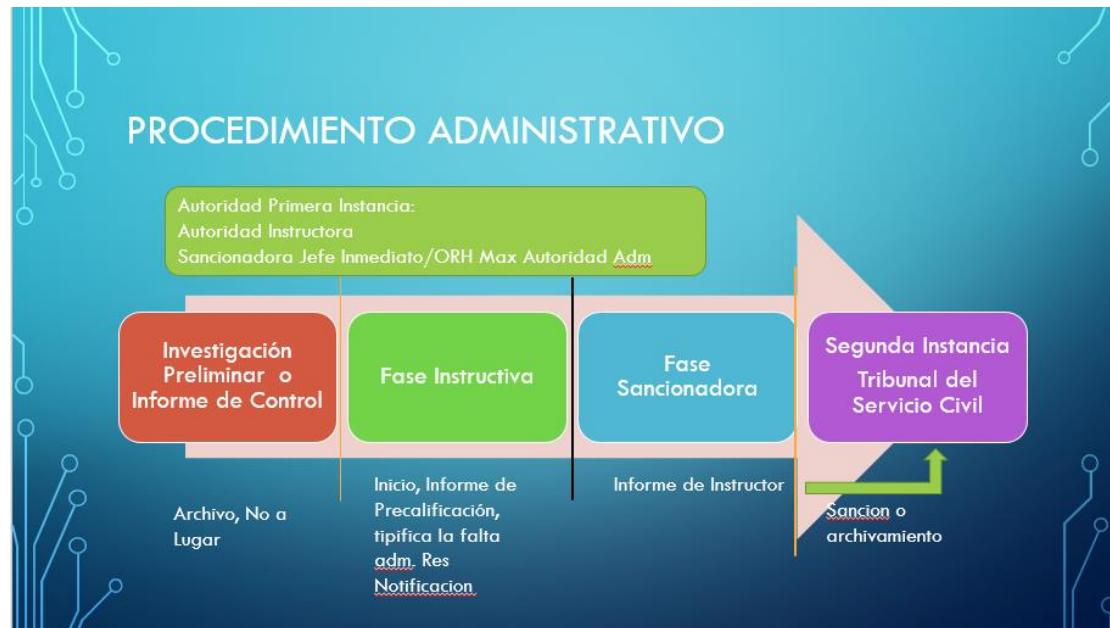 PROCEDIMIENTO ADMINISTRATIVO
Autoridad Primera Instancia:
Autoridad Instructora
Sancionadora Jefe Inmediato/ORH Max Autoridad Adm
Investigación
Preliminar o
Informe de Control
Fase Instructiva
Fase
Sancionadora
Segunda Instancia
Tribunal del
Servicio Civil
Archivo, No a
Lugar
Inicio, Informe de
Precalificación,
tipifica la falta
adm. Res
Notificacion
Informe de Instructor
Sancion o
archivamiento